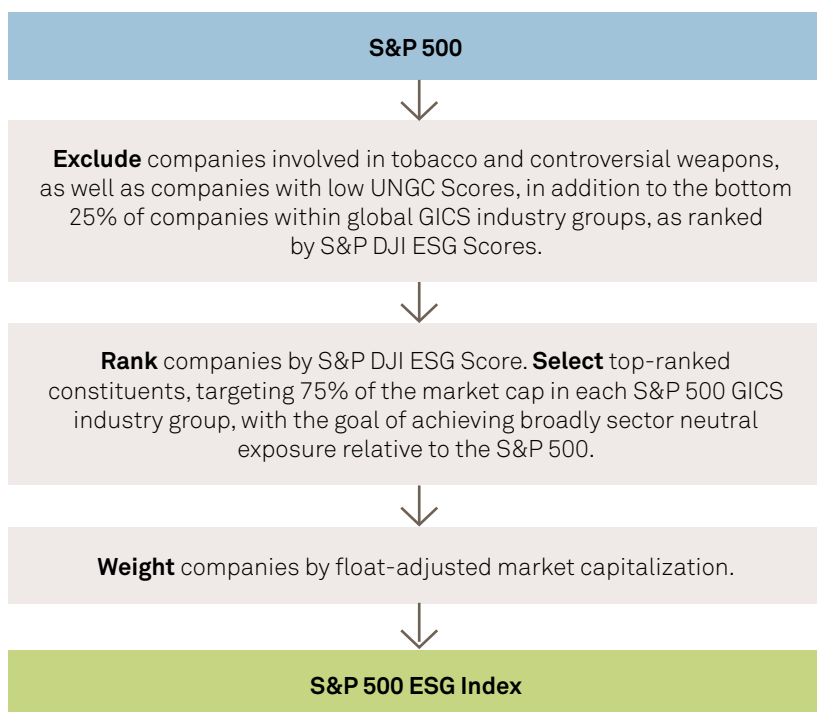 S&P 500
Exclude companies involved in tobacco and controversial weapons,
as well as companies with low UNGC Scores, in addition to the bottom
25% of companies within global GICS industry groups, as ranked
by S&P DJI ESG Scores.
Rank companies by S&P DJI ESG Score. Select top-ranked
constituents, targeting 75% of the market cap in each S&P 500 GICS
industry group, with the goal of achieving broadly sector neutral
exposure relative to the S&P 500.
Weight companies by float-adjusted market capitalization.
S&P 500 ESG Index